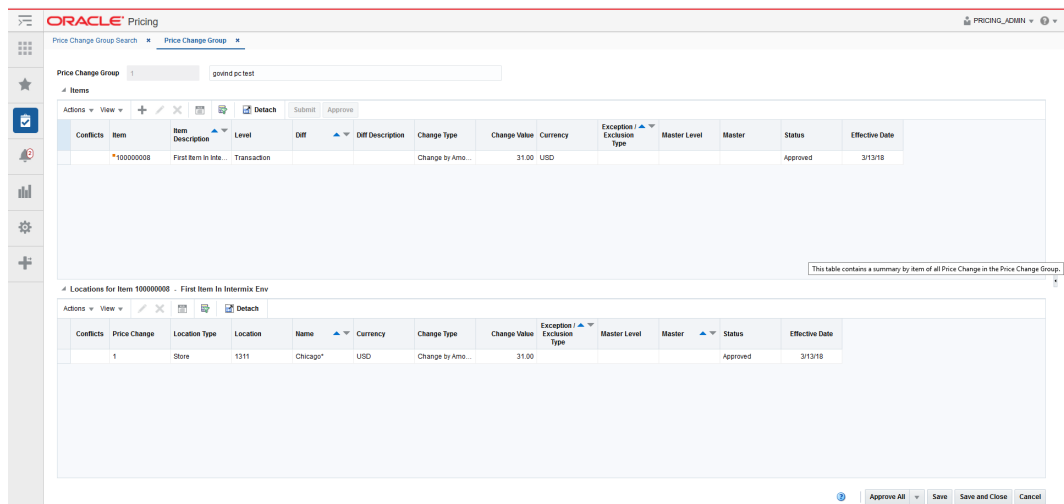 ORACLE® Pricing
PRICING_ADMIN
Price Change Group Search
Price Change Group
Price Change Group 1 govind pc test
Items
Actions View Detach Submit Approve
Conflicts Item Item Description Level Diff Diff Description Change Type Change Value Currency Exception / Exclusion Type Master Level Master Status Effective Date
100000008 First Item In Inte... Transaction Change by Amo... 31.00 USD Approved 3/13/18
This table contains a summary by item of all Price Change in the Price Change Group.
Locations for Item 100000008 - First Item In Intermix Env
Actions View Detach
Conflicts Price Change Location Type Location Name Currency Change Type Change Value Exception / Exclusion Type Master Level Master Status Effective Date
1 Store 1311 Chicago* USD Change by Amo... 31.00 Approved 3/13/18
Approve All Save Save and Close Cancel